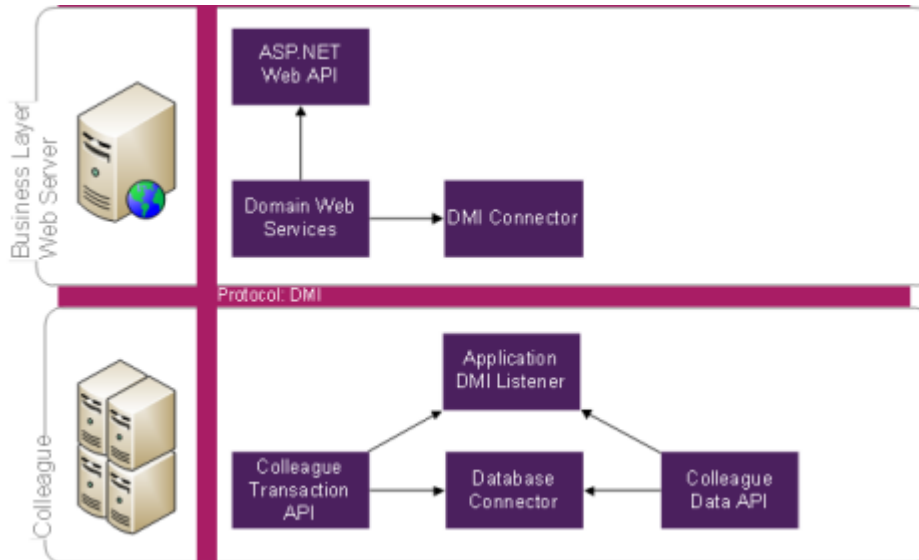 Business Layer
Web Server
ASP.NET
Web API
Domain Web
Services
DMI Connector
Protocol: DMI
Colleague
Application
DMI Listener
Colleague
Transaction
API
Database
Connector
Colleague
Data API